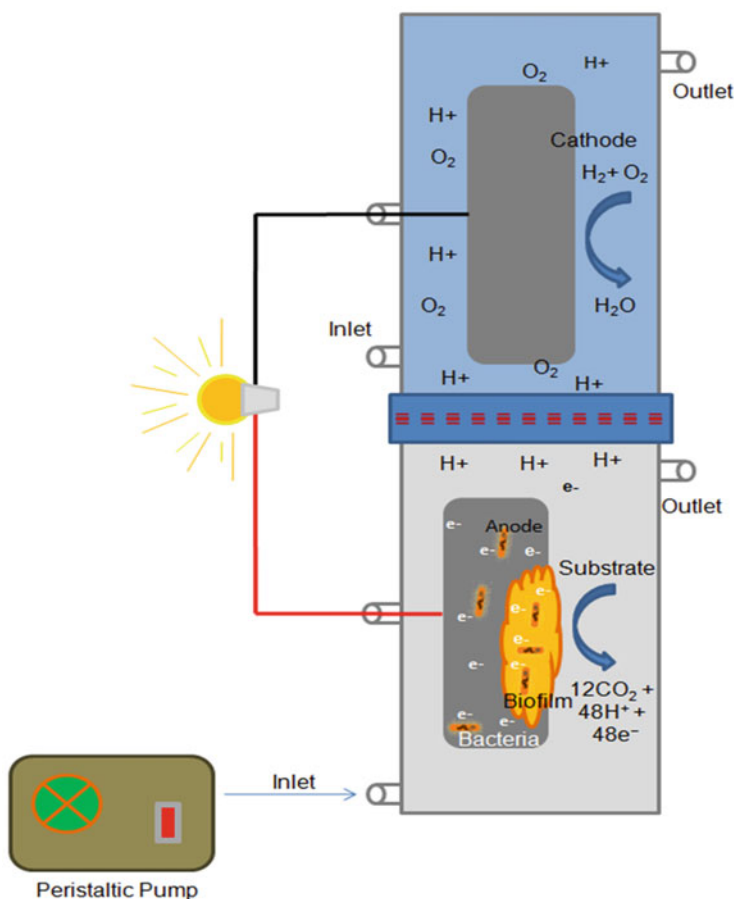 O₂
H+
Outlet
H+
Cathode
O₂
H₂+ O₂
H+
O₂
H₂O
Inlet
O₂
H+
H+
H+
H+
H+
e-
Outlet
e-
Anode
e-
e-
Substrate
e-
e-
e-
e-
e-
e-
Biofilm
12CO₂ +
48H⁺ +
48e⁻
e-
e-
Bacteria
Inlet
Peristaltic Pump